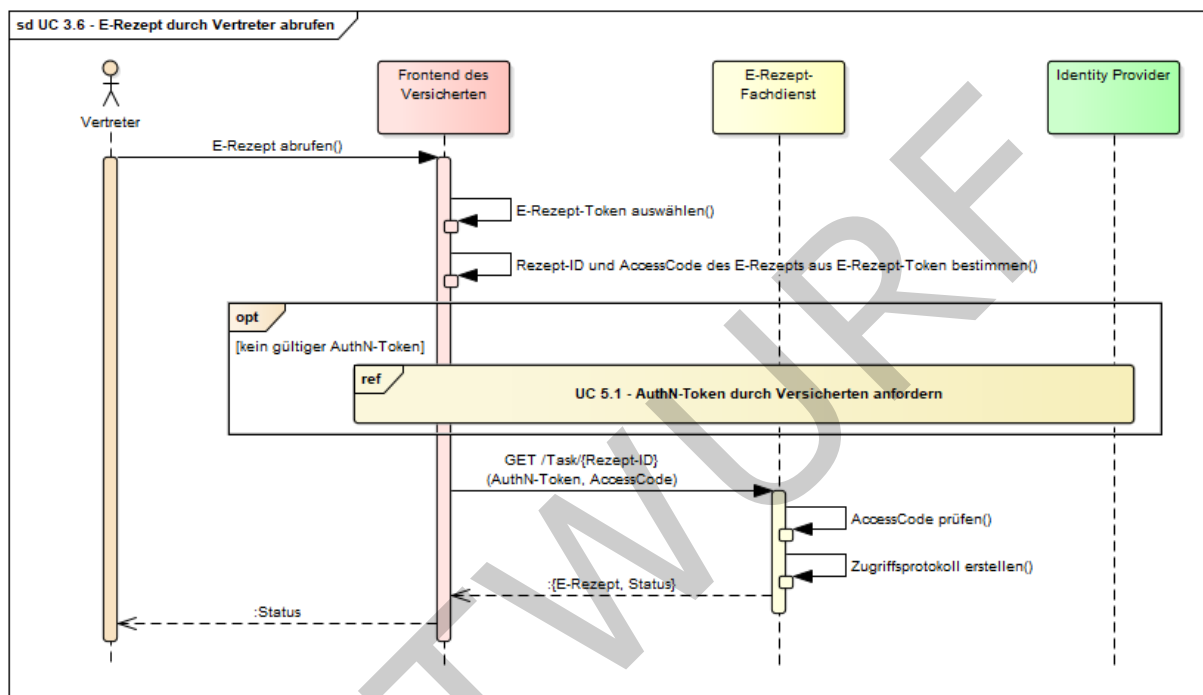 sd UC 3.6 - E-Rezept durch Vertreter abrufen
Vertreter
Frontend des
Versicherten
E-Rezept-
Fachdienst
Identity Provider
E-Rezept abrufen()
E-Rezept-Token auswählen()
Rezept-ID und AccessCode des E-Rezepts aus E-Rezept-Token bestimmen()
opt
[kein gültiger AuthN-Token]
ref
UC 5.1 - AuthN-Token durch Versicherten anfordern
GET /Task/{Rezept-ID}
(AuthN-Token, AccessCode)
AccessCode prüfen()
Zugriffsprotokoll erstellen()
:{E-Rezept, Status}
:Status
TWURF